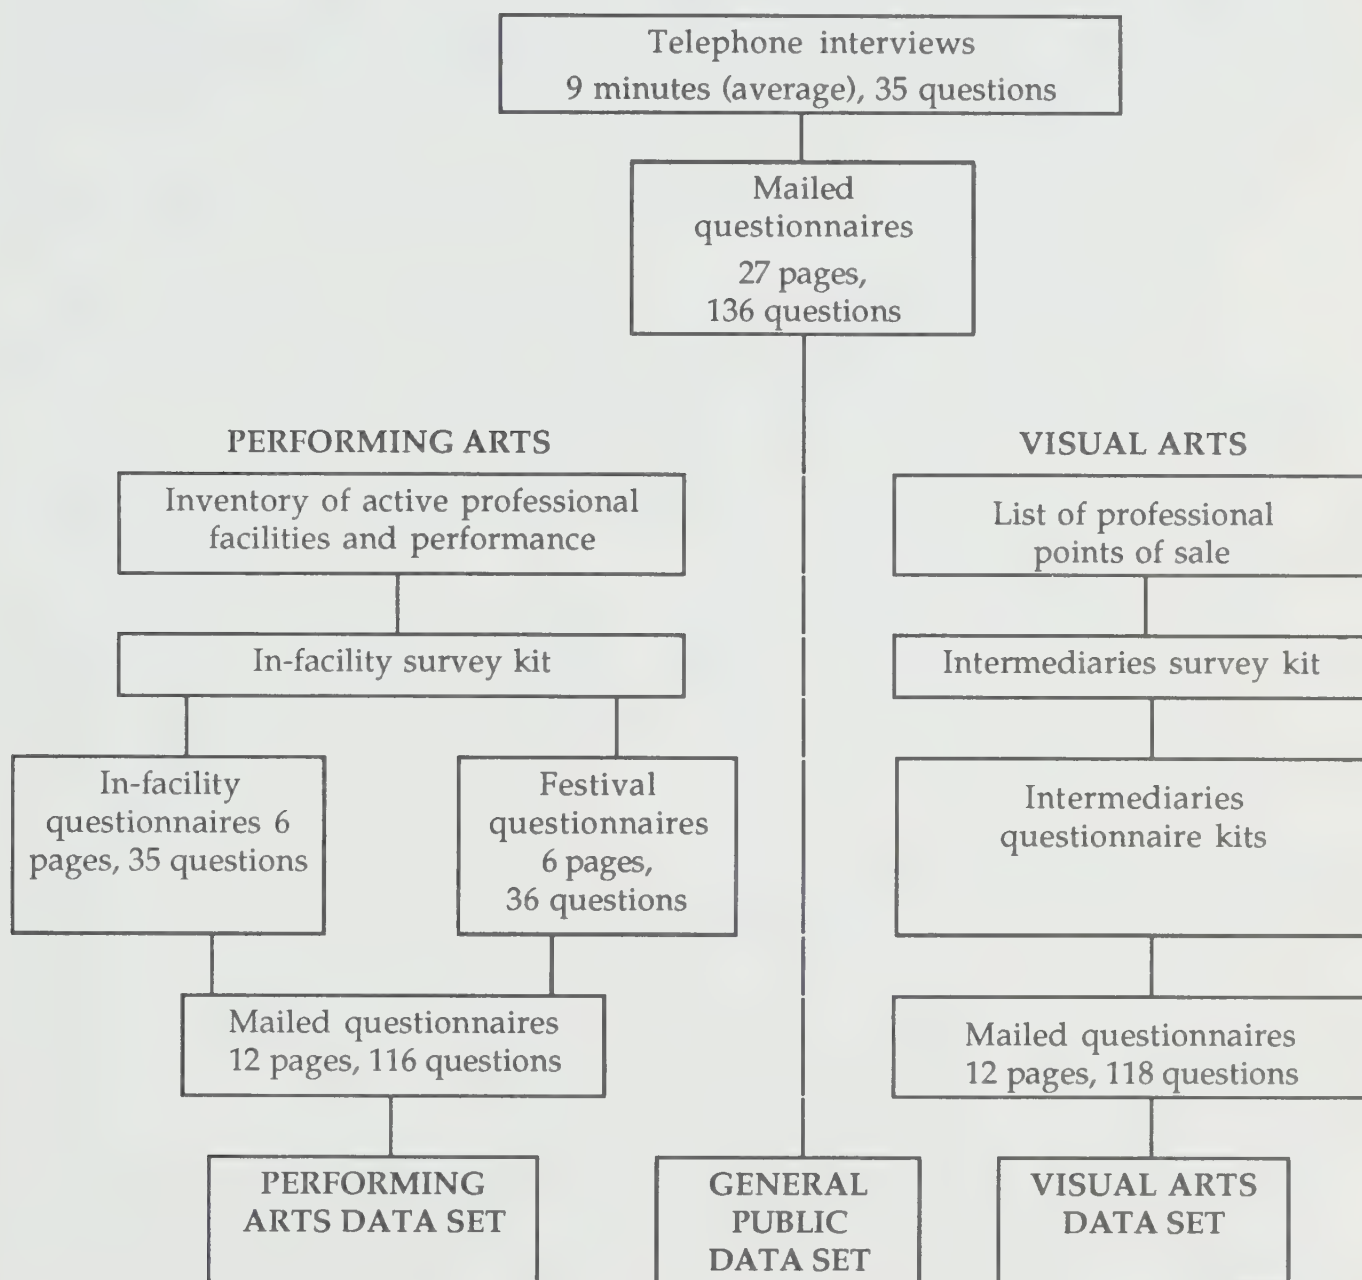 Telephone interviews
9 minutes (average), 35 questions
Mailed
questionnaires
27 pages,
136 questions
PERFORMING ARTS
Inventory of active professional
facilities and performance
In-facility survey kit
In-facility
questionnaires 6
pages, 35 questions
Festival
questionnaires
6 pages,
36 questions
Mailed questionnaires
12 pages, 116 questions
PERFORMING
ARTS DATA SET
GENERAL
PUBLIC
DATA SET
VISUAL ARTS
List of professional
points of sale
Intermediaries survey kit
Intermediaries
questionnaire kits
Mailed questionnaires
12 pages, 118 questions
VISUAL ARTS
DATA SET